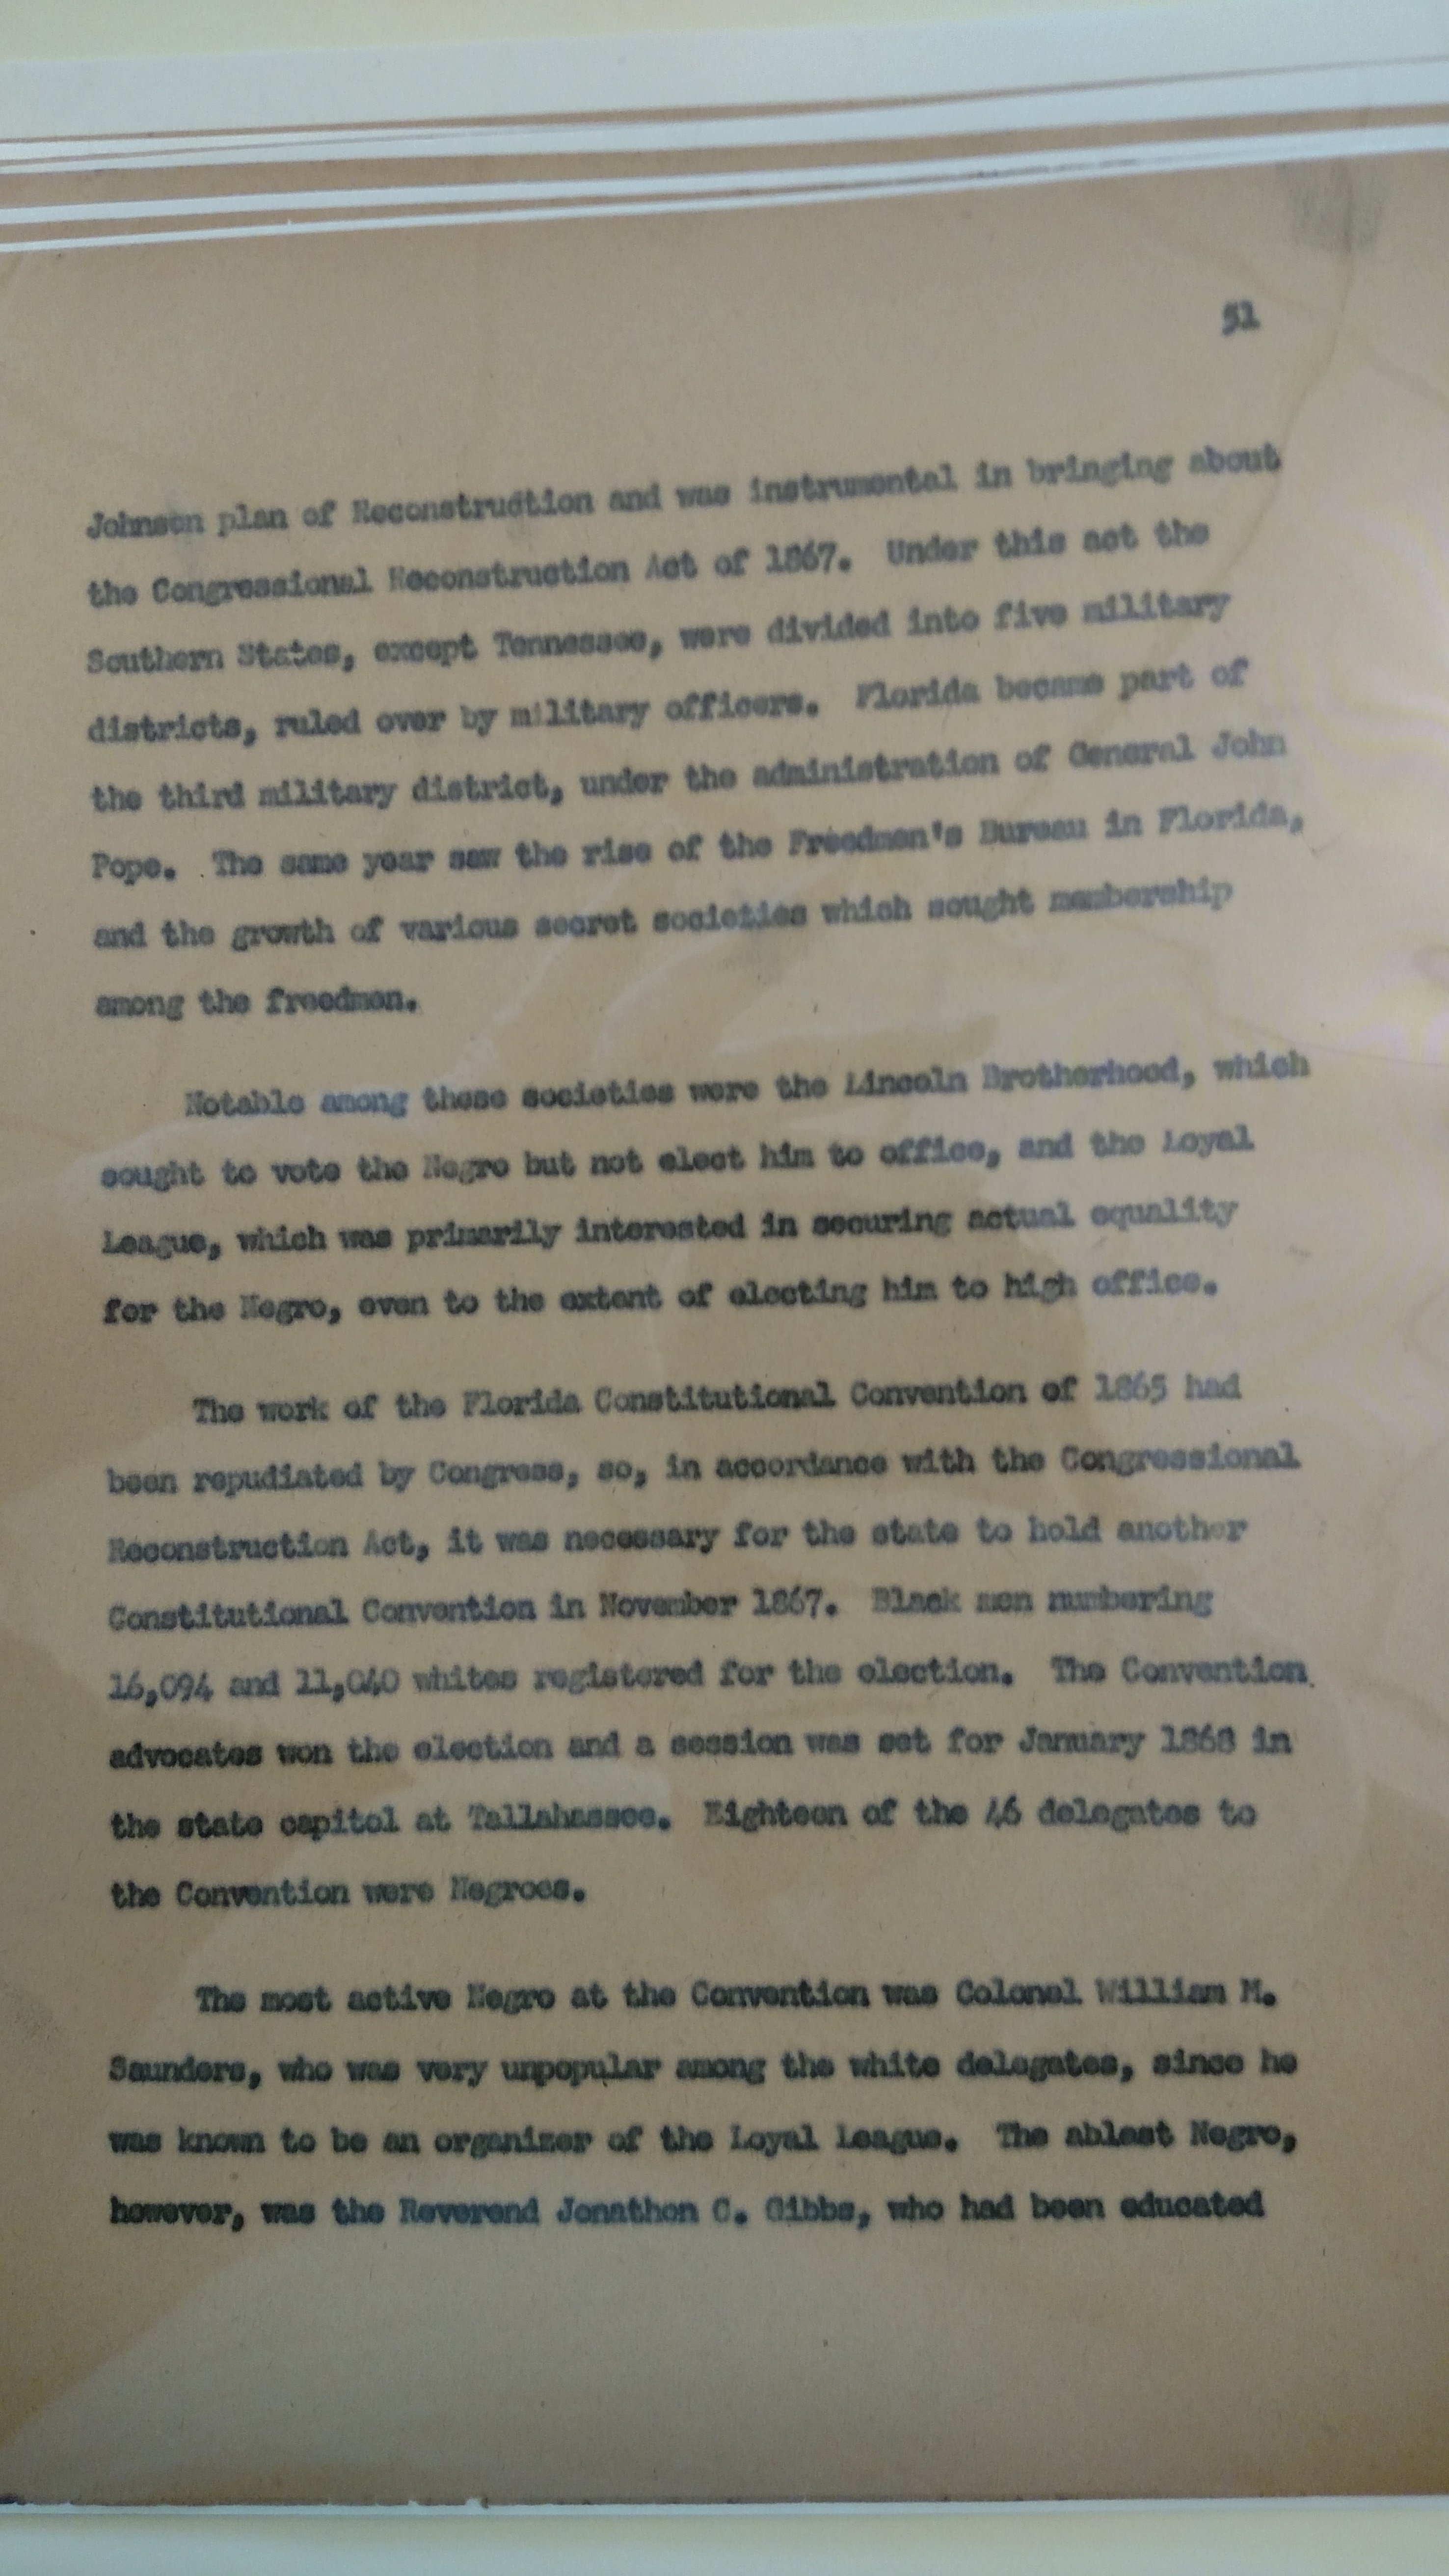 51
Johnson plan of Reconstruction and was instrumental in bringing about
the Congressional Reconstruction Act of 1867. Under this act the
Southern States, except Tennessee, were divided into five military
districts, ruled over by military officers. Florida became part of
the third military district, under the administration of General John
Pope. The same year saw the rise of the Freedmen's Bureau in Florida,
and the growth of various secret societies which sought membership
among the freedmen.
Notable among these societies were the Lincoln Brotherhood, which
sought to vote the Negro but not elect him to office, and the Loyal
League, which was primarily interested in securing actual equality
for the Negro, even to the extent of electing him to high office.
The work of the Florida Constitutional Convention of 1865 had
been repudiated by Congress, so, in accordance with the Congressional
Reconstruction Act, it was necessary for the state to hold another
Constitutional Convention in November 1867. Black men numbering
16,094 and 11,040 whites registered for the election. The Convention
advocates won the election and a session was set for January 1868 in
the state capitol at Tallahassee. Eighteen of the 46 delegates to
the Convention were Negroes.
The most active Negro at the Convention was Colonel William M.
Saunders, who was very unpopular among the white delegates, since he
was known to be an organizer of the Loyal League. The ablest Negro,
however, was the Reverend Jonathon C. Gibbs, who had been educated